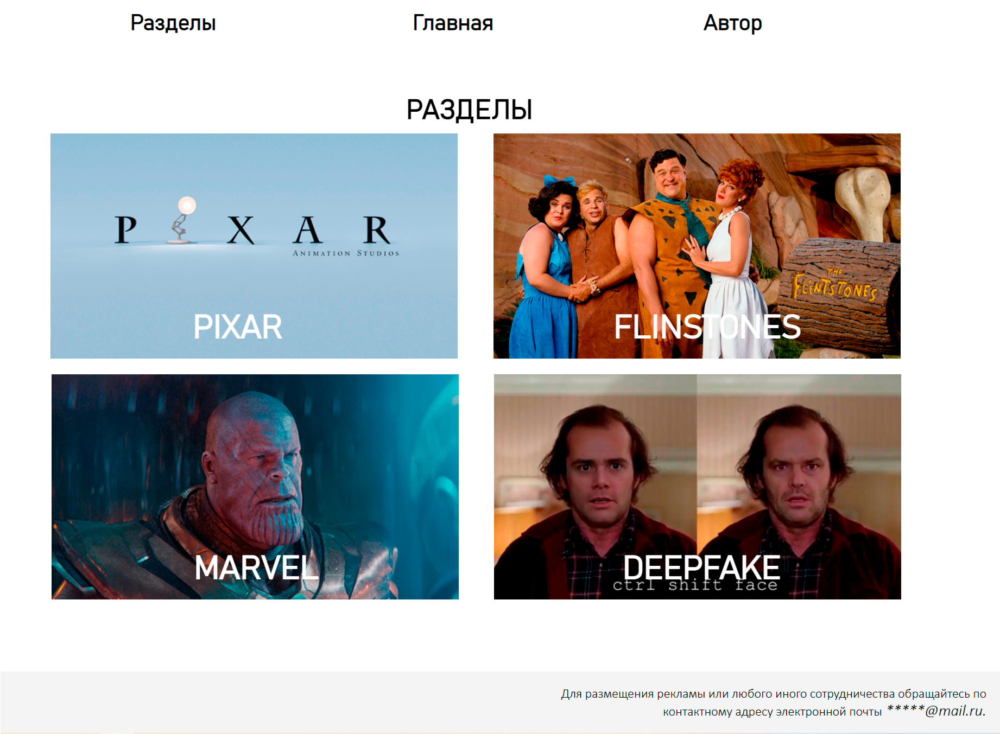 Разделы Главная Автор
РАЗДЕЛЫ
P X A R
ANIMATION STUDIOS
PIXAR
THE
FLINTSTONES
FLINSTONES
MARVEL
DEEPFAKE
ctrl shift face
Для размещения рекламы или любого иного сотрудничества обращайтесь по
контактному адресу электронной почты *****@mail.ru.